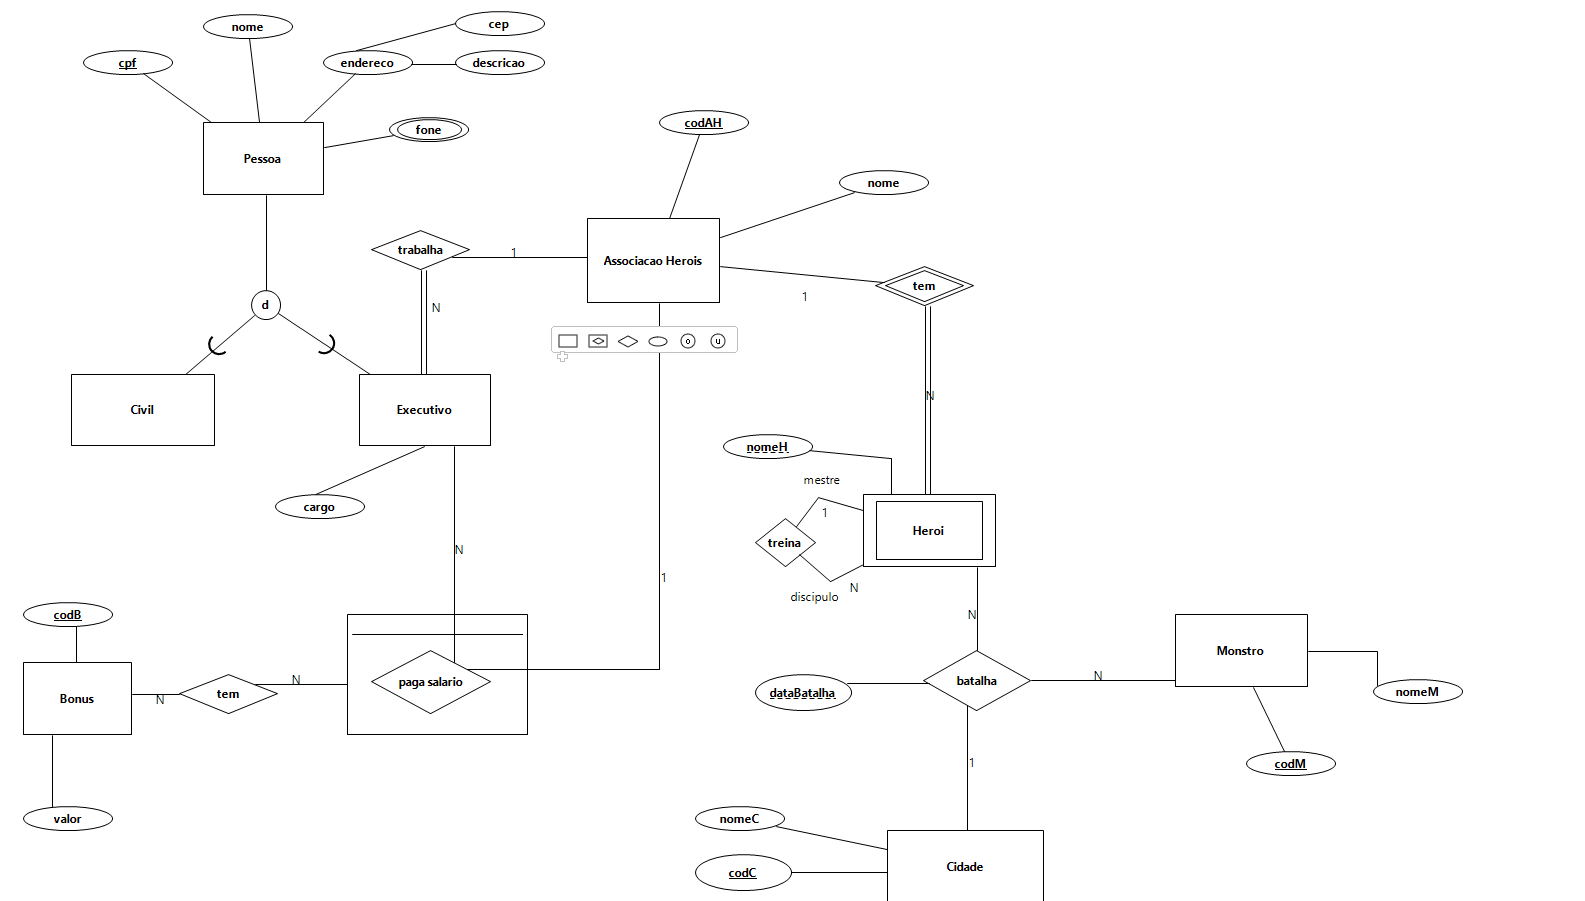 nome
cep
cpf
endereco
descricao
fone
Pessoa
codAH
nome
trabalha
1
Associacao Herois
tem
1
N
d
o
u
Civil
Executivo
N
nomeH
mestre
cargo
1
treina
Heroi
N
1
N
discipulo
codB
N
Monstro
paga salario
batalha
N
N
tem
N
Bonus
dataBatalha
nomeM
1
codM
valor
nomeC
Cidade
codC